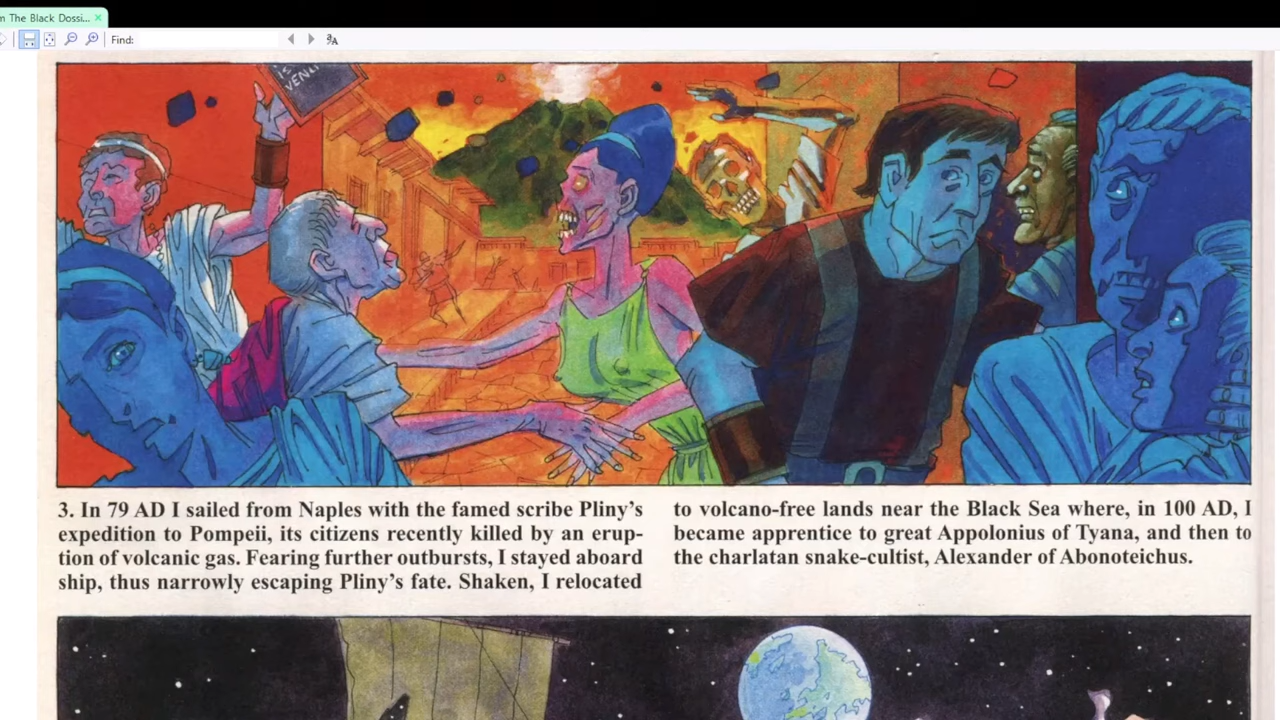 m The Black Dossi...
Find:
3. In 79 AD I sailed from Naples with the famed scribe Pliny's
expedition to Pompeii, its citizens recently killed by an erup-
tion of volcanic gas. Fearing further outbursts, I stayed aboard
ship, thus narrowly escaping Pliny's fate. Shaken, I relocated
to volcano-free lands near the Black Sea where, in 100 AD, I
became apprentice to great Appolonius of Tyana, and then to
the charlatan snake-cultist, Alexander of Abonoteichus.